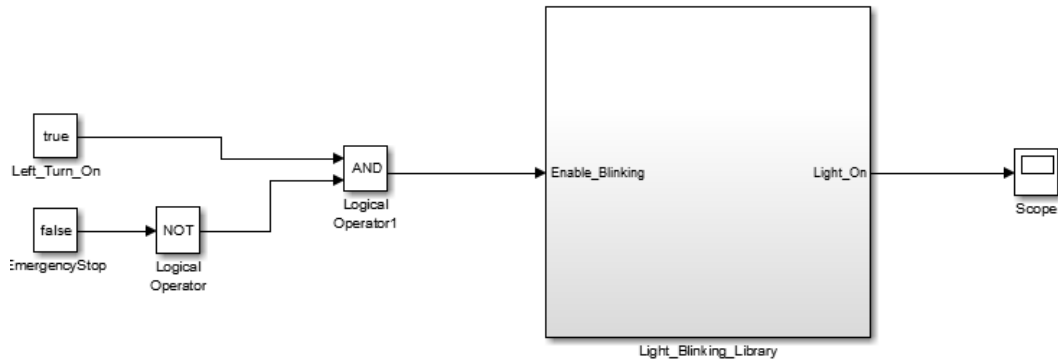 true
Left_Turn_On
false
EmergencyStop
NOT
Logical
Operator
AND
Logical
Operator1
Enable_Blinking
Light_On
Light_Blinking_Library
Scope